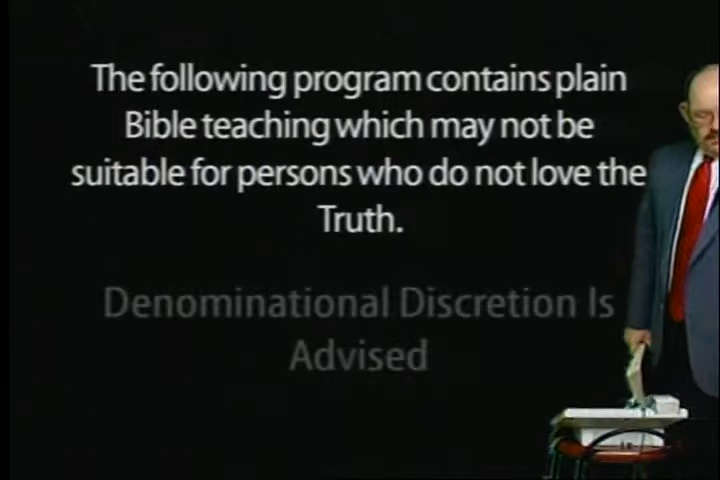 The following program contains plain
Bible teaching which may not be
suitable for persons who do not love the
Truth.
Denominational Discretion Is
Advised